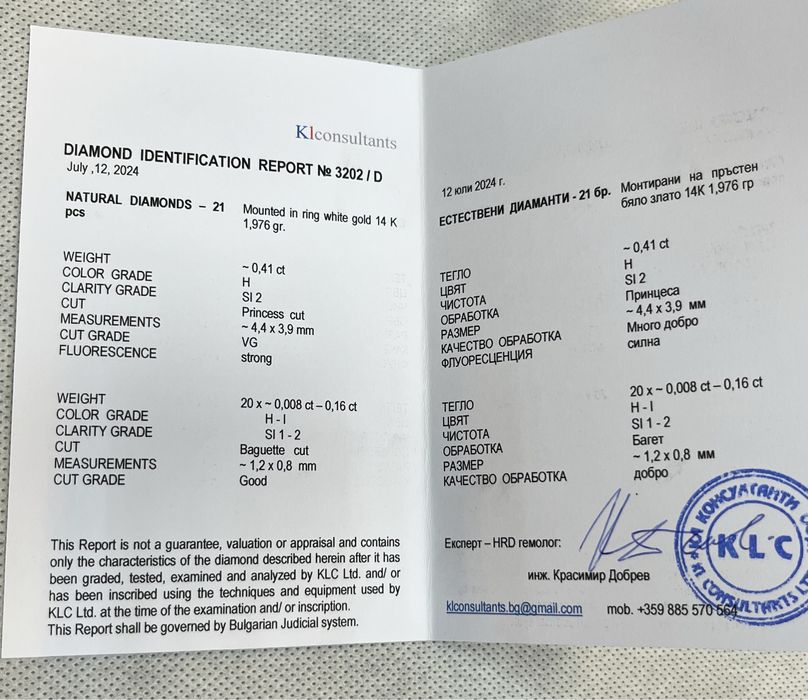 Klconsultants
DIAMOND IDENTIFICATION REPORT № 3202 / D
July ,12, 2024
NATURAL DIAMONDS – 21 pcs
Mounted in ring white gold 14 K
1,976 gr.
WEIGHT ~ 0,41 ct
COLOR GRADE H
CLARITY GRADE SI 2
CUT Princess cut
MEASUREMENTS ~ 4,4 x 3,9 mm
CUT GRADE VG
FLUORESCENCE strong
WEIGHT 20 x ~ 0,008 ct – 0,16 ct
COLOR GRADE H - I
CLARITY GRADE SI 1 - 2
CUT Baguette cut
MEASUREMENTS ~ 1,2 x 0,8 mm
CUT GRADE Good
This Report is not a guarantee, valuation or appraisal and contains
only the characteristics of the diamond described herein after it has
been graded, tested, examined and analyzed by KLC Ltd. and/ or
has been inscribed using the techniques and equipment used by
KLC Ltd. at the time of the examination and/ or inscription.
This Report shall be governed by Bulgarian Judicial system.
12 юли 2024 г.
ЕСТЕСТВЕНИ ДИАМАНТИ - 21 бр.
Монтирани на пръстен
бяло злато 14К 1,976 гр
ТЕГЛО ~ 0,41 ct
ЦВЯТ H
ЧИСТОТА SI 2
ОБРАБОТКА Принцеса
РАЗМЕР ~ 4,4 x 3,9 мм
КАЧЕСТВО ОБРАБОТКА Много добро
ФЛУОРЕСЦЕНЦИЯ силна
ТЕГЛО 20 x ~ 0,008 ct – 0,16 ct
ЦВЯТ H - I
ЧИСТОТА SI 1 - 2
ОБРАБОТКА Багет
РАЗМЕР ~ 1,2 x 0,8 мм
КАЧЕСТВО ОБРАБОТКА добро
Експерт – HRD гемолог:
инж. Красимир Добрев
klconsultants.bg@gmail.com mob. +359 885 570 564
KLC